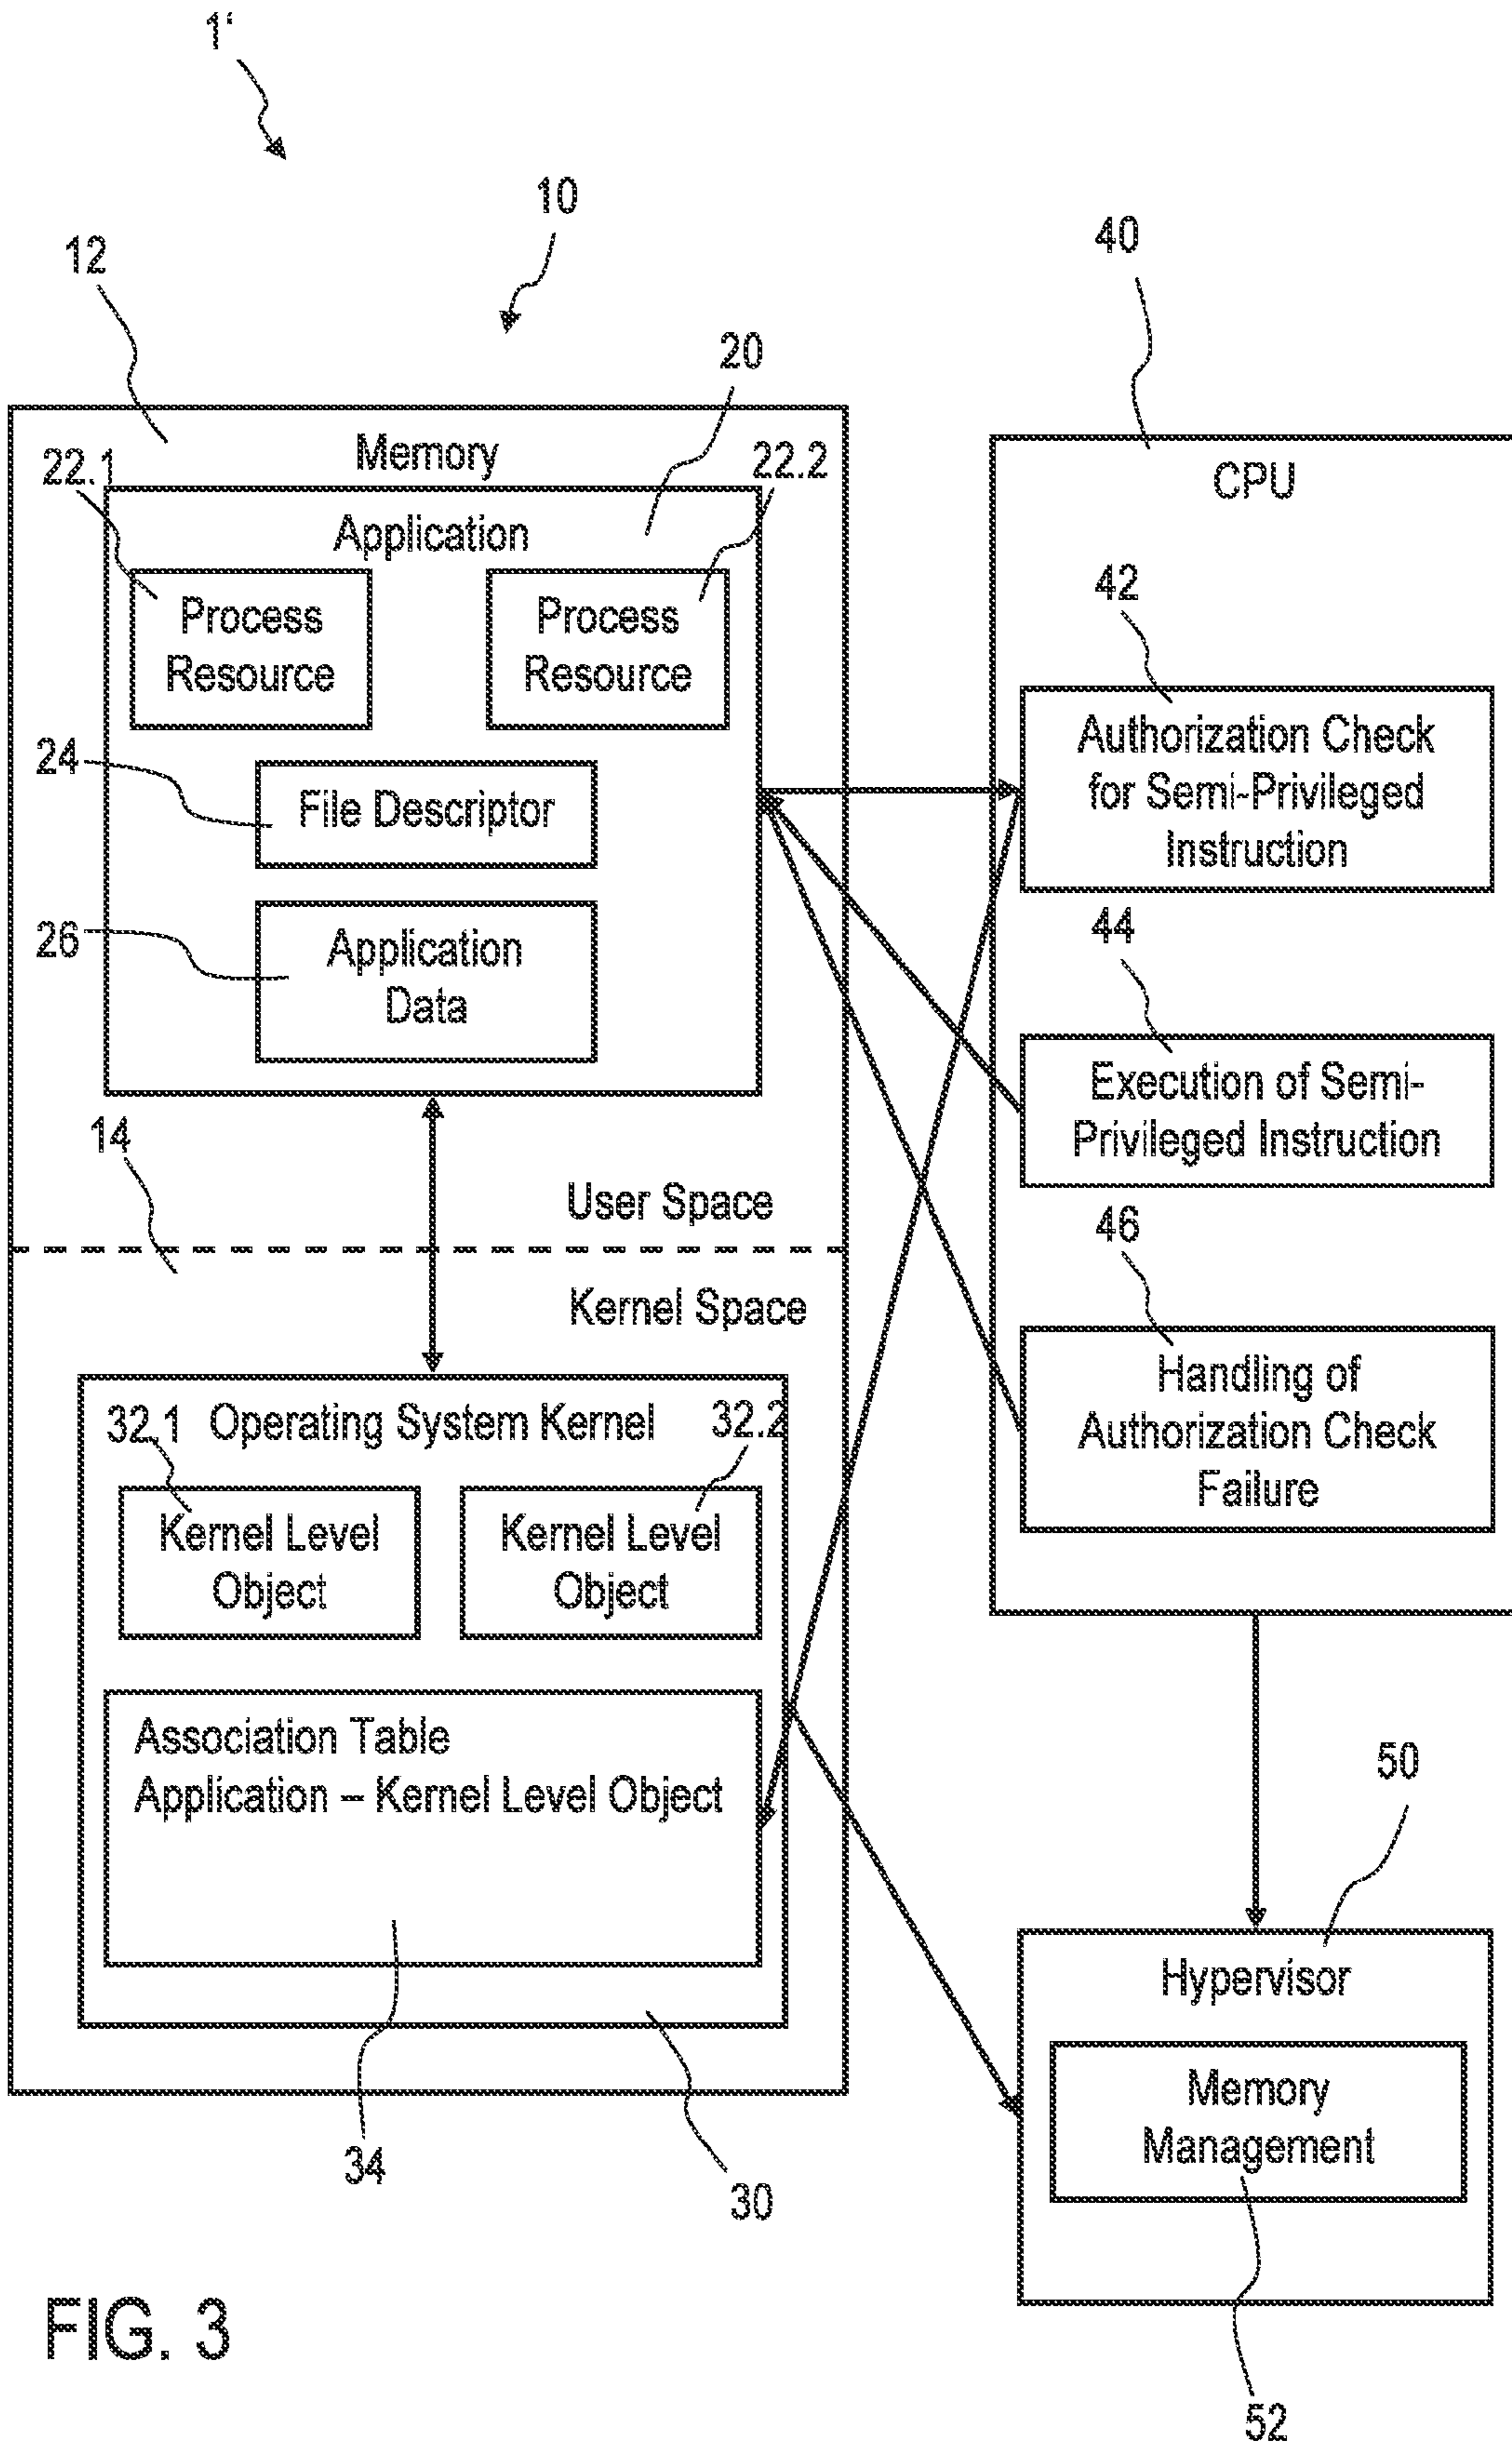 1'
10
12
40
20
Memory
22.1
22.2
CPU
Application
Process
Resource
Process
Resource
42
Authorization Check
for Semi-Privileged
Instruction
24
File Descriptor
26
Application
Data
44
Execution of Semi-
Privileged Instruction
14
User Space
Kernel Space
46
Handling of
Authorization Check
Failure
32.1
Operating System Kernel
32.2
Kernel Level
Object
Kernel Level
Object
Association Table
Application – Kernel Level Object
50
Hypervisor
Memory
Management
34
30
FIG. 3
52